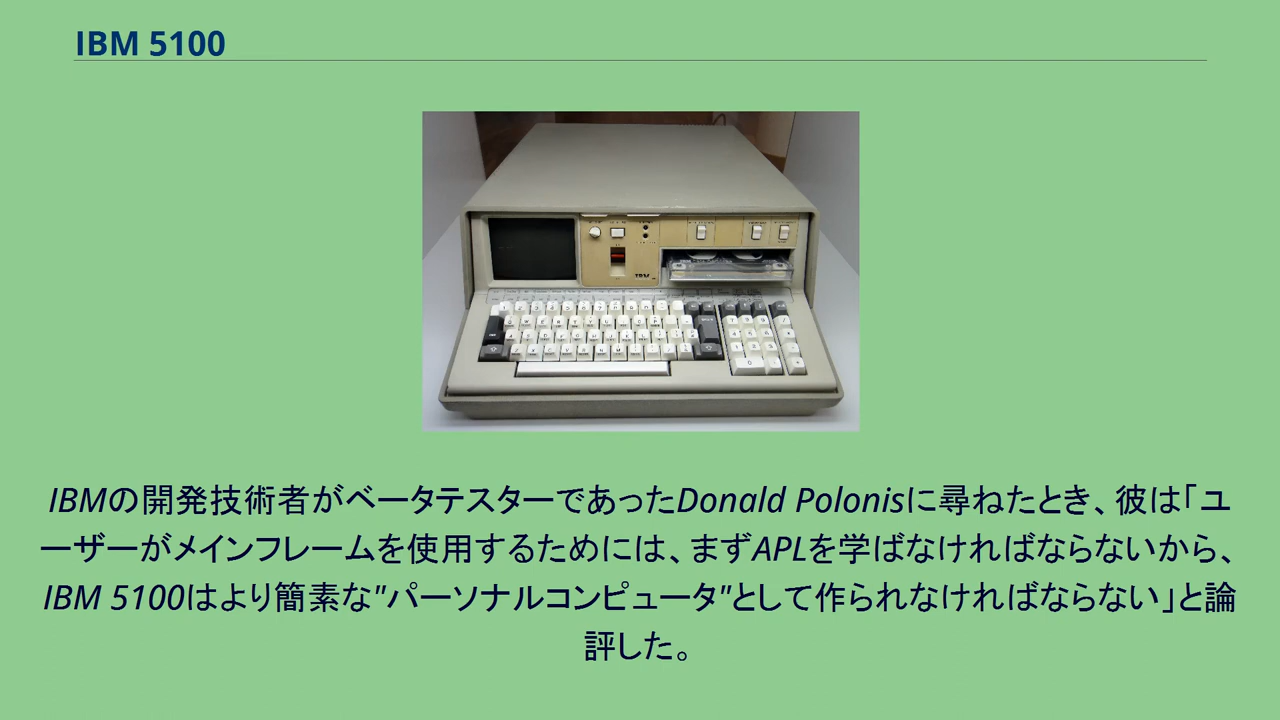 IBM 5100
IBMの開発技術者がベータテスターであったDonald Polonisに尋ねたとき、彼は「ユ
ーザーがメインフレームを使用するためには、まずAPLを学ばなければならないから、
IBM 5100はより簡素な"パーソナルコンピュータ"として作られなければならない」と論
評した。